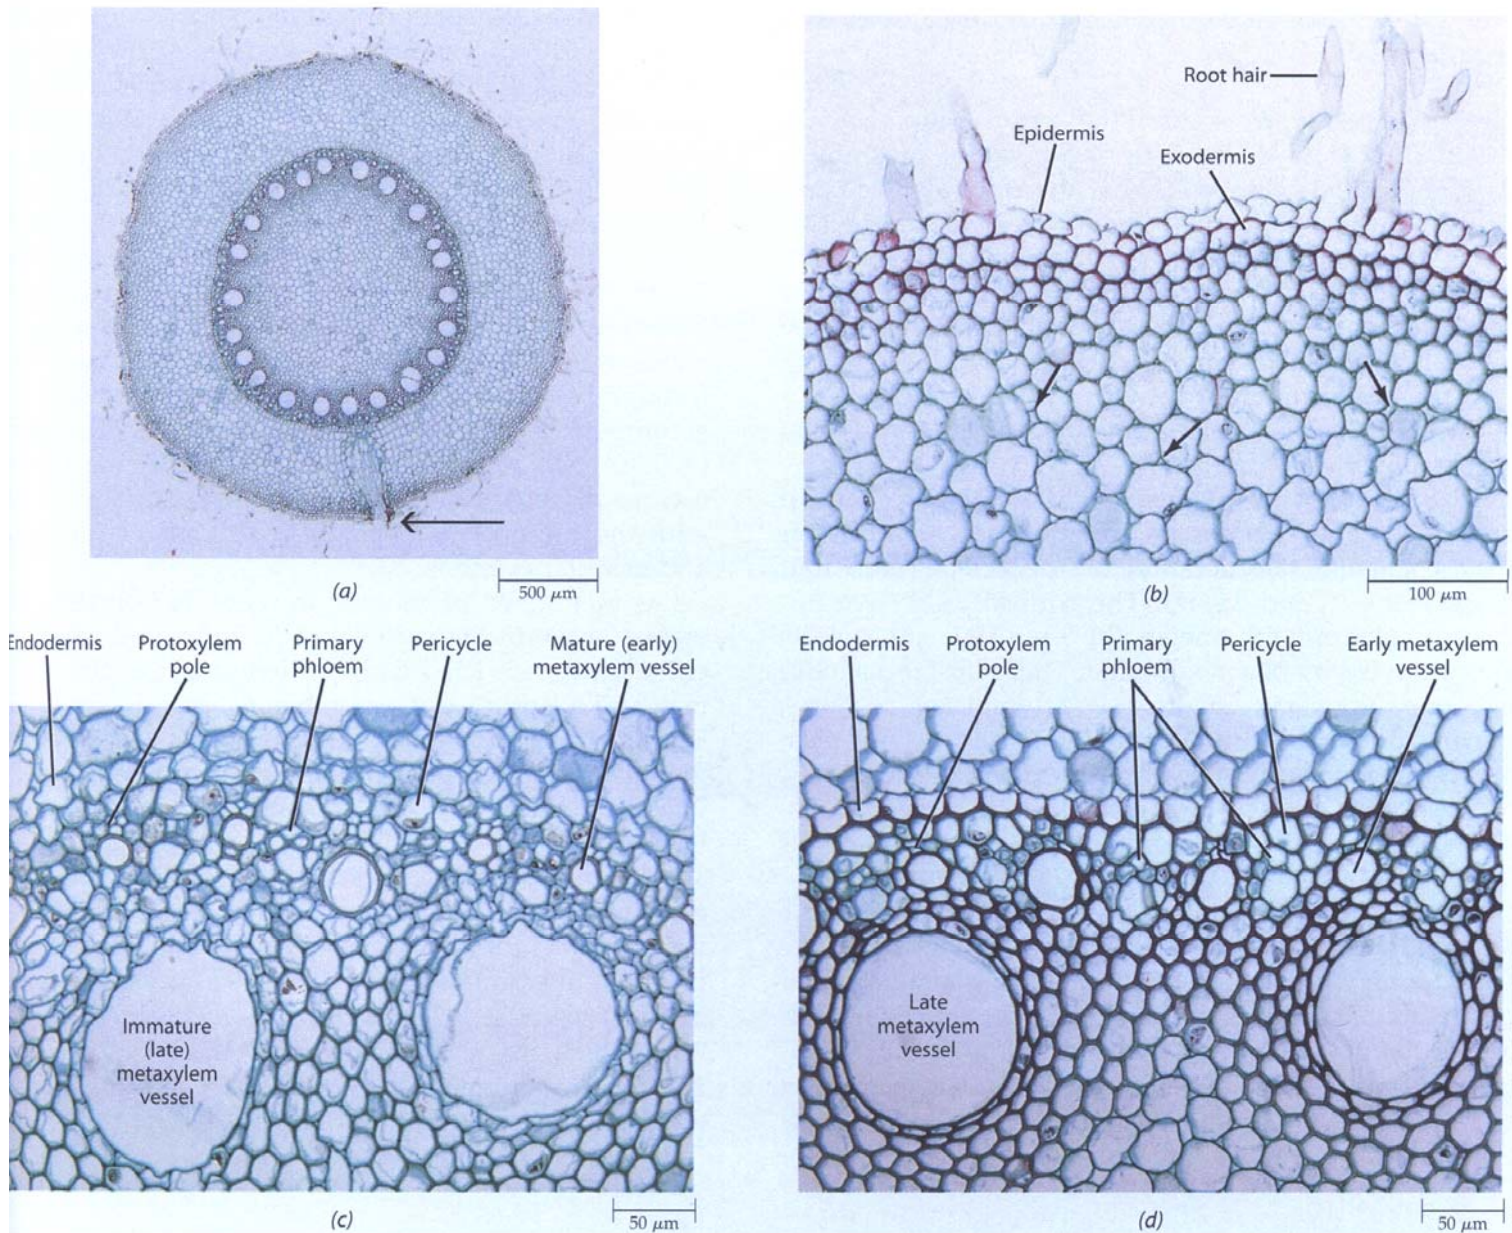 Root hair
Epidermis
Exodermis
500 μm
(a)
100 μm
(b)
Endodermis
Protoxylem
pole
Primary
phloem
Pericycle
Mature (early)
metaxylem vessel
Immature
(late)
metaxylem
vessel
50 μm
(c)
Endodermis
Protoxylem
pole
Primary
phloem
Pericycle
Early metaxylem
vessel
Late
metaxylem
vessel
50 μm
(d)